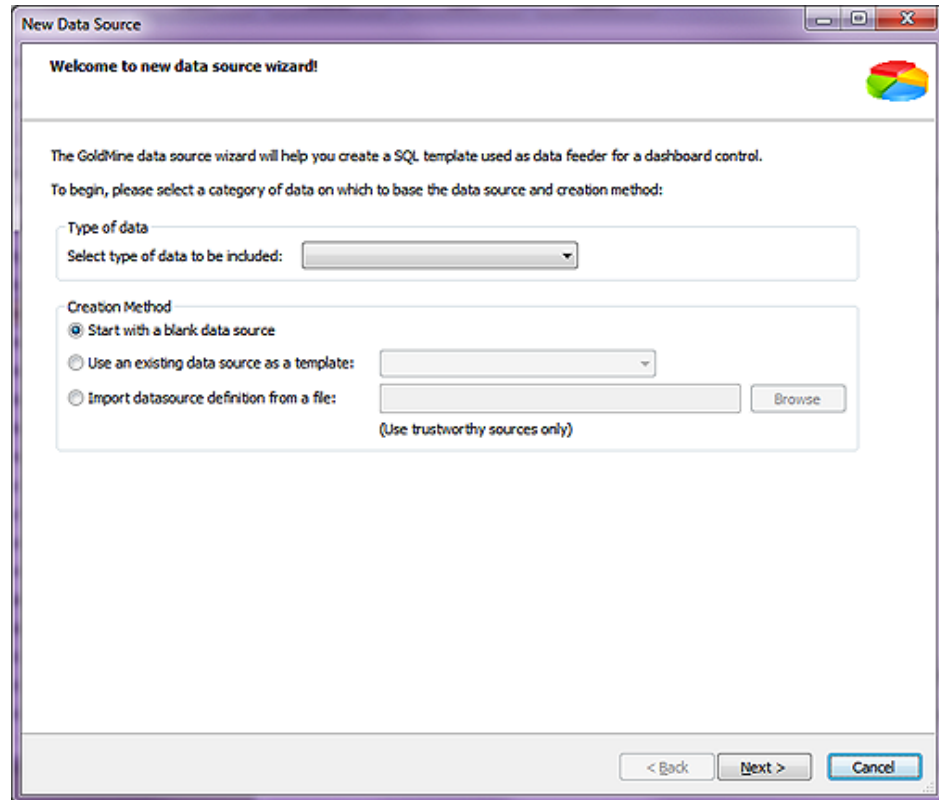 New Data Source
Welcome to new data source wizard!
The GoldMine data source wizard will help you create a SQL template used as data feeder for a dashboard control.
To begin, please select a category of data on which to base the data source and creation method:
Type of data
Select type of data to be included:
Creation Method
Start with a blank data source
Use an existing data source as a template:
Import datasource definition from a file:
Browse
(Use trustworthy sources only)
< Back Next > Cancel